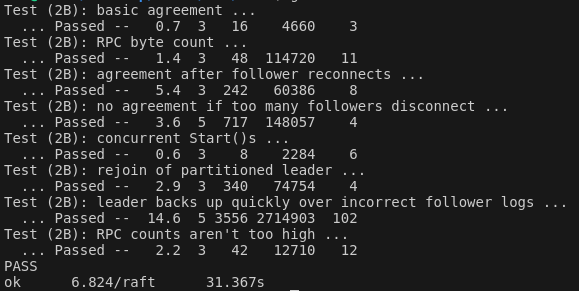 Test (2B): basic agreement ...
  ... Passed --   0.7  3   16    4660    3
Test (2B): RPC byte count ...
  ... Passed --   1.4  3   48  114720   11
Test (2B): agreement after follower reconnects ...
  ... Passed --   5.4  3  242   60386    8
Test (2B): no agreement if too many followers disconnect ...
  ... Passed --   3.6  5  717  148057    4
Test (2B): concurrent Start()s ...
  ... Passed --   0.6  3    8    2284    6
Test (2B): rejoin of partitioned leader ...
  ... Passed --   2.9  3  340   74754    4
Test (2B): leader backs up quickly over incorrect follower logs ...
  ... Passed --  14.6  5 3556 2714903  102
Test (2B): RPC counts aren't too high ...
  ... Passed --   2.2  3   42   12710   12
PASS
ok      6.824/raft      31.367s